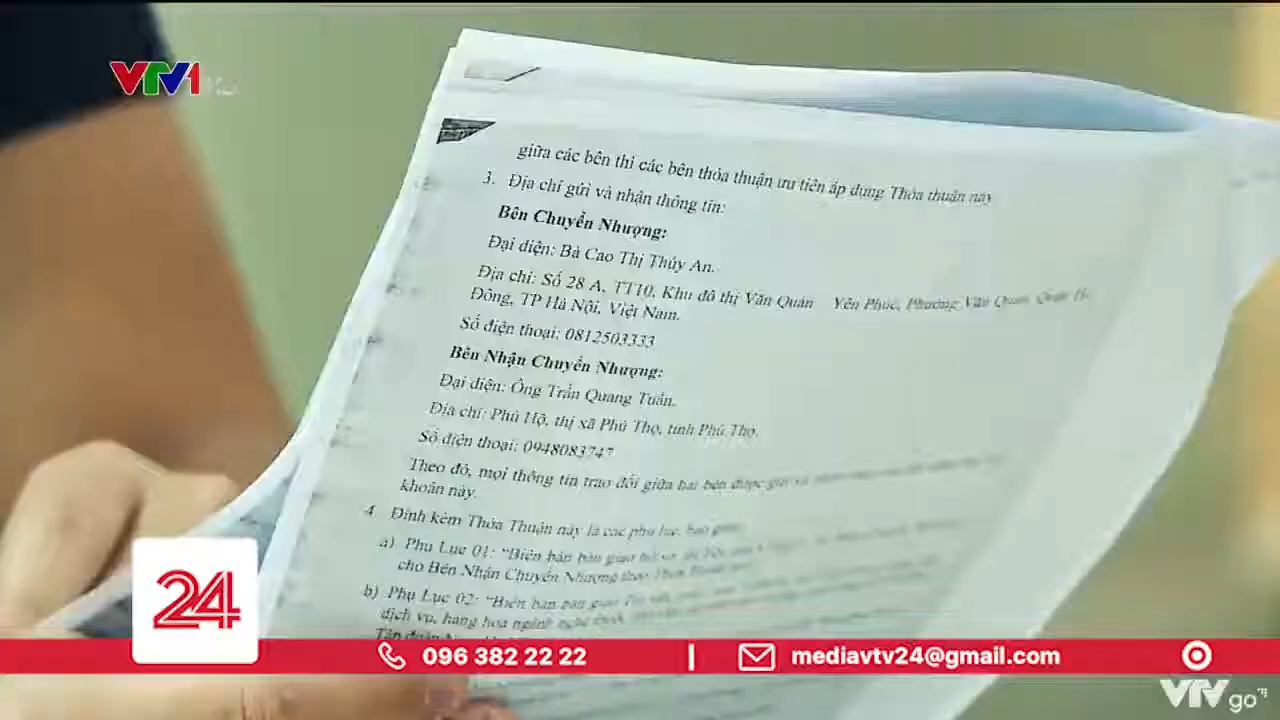 VTV1
giữa các bên thì các bên thỏa thuận ưu tiên áp dụng Thỏa thuận này
3. Địa chỉ gửi và nhận thông tin:
Bên Chuyển Nhượng:
Đại diện: Bà Cao Thị Thúy An.
Địa chỉ: Số 28 A, TT10, Khu đô thị Văn Quán Yên Phúc, Phường Văn Quán, Quận
Đông, TP Hà Nội, Việt Nam.
Số điện thoại: 0812503333
Bên Nhận Chuyển Nhượng:
Đại diện: Ông Trần Quang Tuấn.
Địa chỉ: Phú Hộ, thị xã Phú Thọ, tỉnh Phú Thọ.
Số điện thoại: 0948083747
Theo đó, mọi thông tin trao đổi giữa hai bên được gửi
khoản này.
4. Đính kèm Thỏa Thuận này là các phụ lục, bao gồm:
a) Phụ Lục 01: "Biên bản bàn giao
cho Bên Nhận Chuyển Nhượng theo Thỏa Thuận
b) Phụ Lục 02: "Biên bản bàn giao
dịch vụ, hàng hóa ngành nghề
Tập đoàn
24
096 382 22 22 | mediavtv24@gmail.com
VTV go